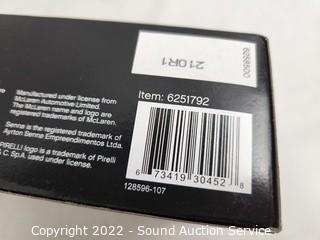 Manufactured under license from
McLaren Automotive Limited.
The McLaren name and logo are
registered trademarks of McLaren.
Senna is the registered trademark of
Ayrton Senna Empreendimentos Ltda.
PIRELLI logo is a trademark of Pirelli
& C. S.p.A. used under license.
210R1
Item: 6251792
6 73419 30452 8
128596-107
Copyright 2022 - Sound Auction Service